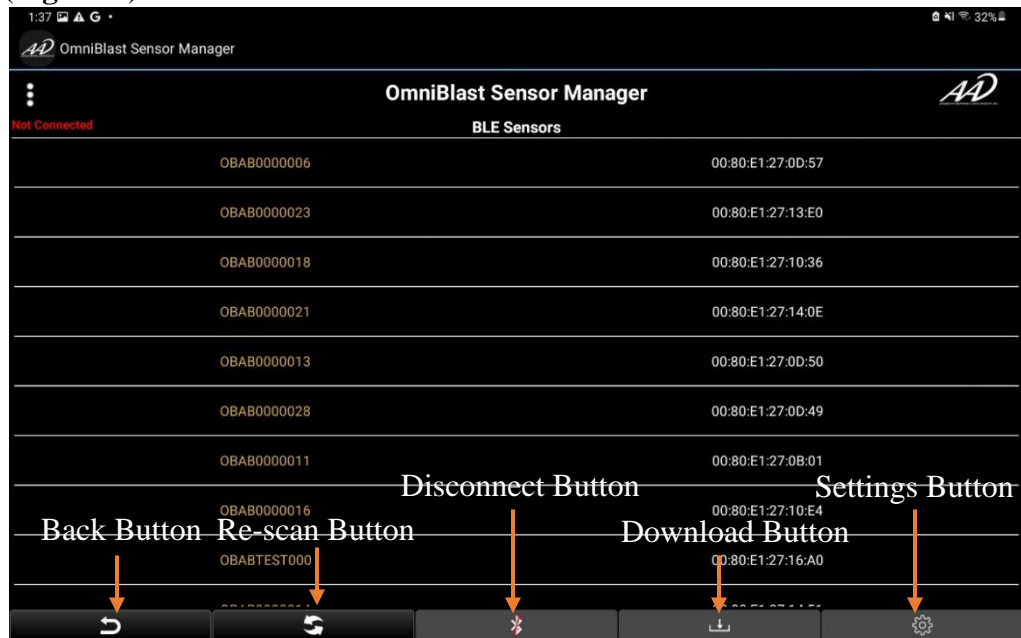 1:37 G
32%
AAD OmniBlast Sensor Manager
OmniBlast Sensor Manager
AAD
Not Connected
BLE Sensors
OBAB0000006 00:80:E1:27:0D:57
OBAB0000023 00:80:E1:27:13:E0
OBAB0000018 00:80:E1:27:10:36
OBAB0000021 00:80:E1:27:14:0E
OBAB0000013 00:80:E1:27:0D:50
OBAB0000028 00:80:E1:27:0D:49
OBAB0000011 00:80:E1:27:0B:01
Disconnect Button Settings Button
OBAB0000016 00:80:E1:27:10:E4
Back Button Re-scan Button Download Button
OBABTEST000 00:80:E1:27:16:A0